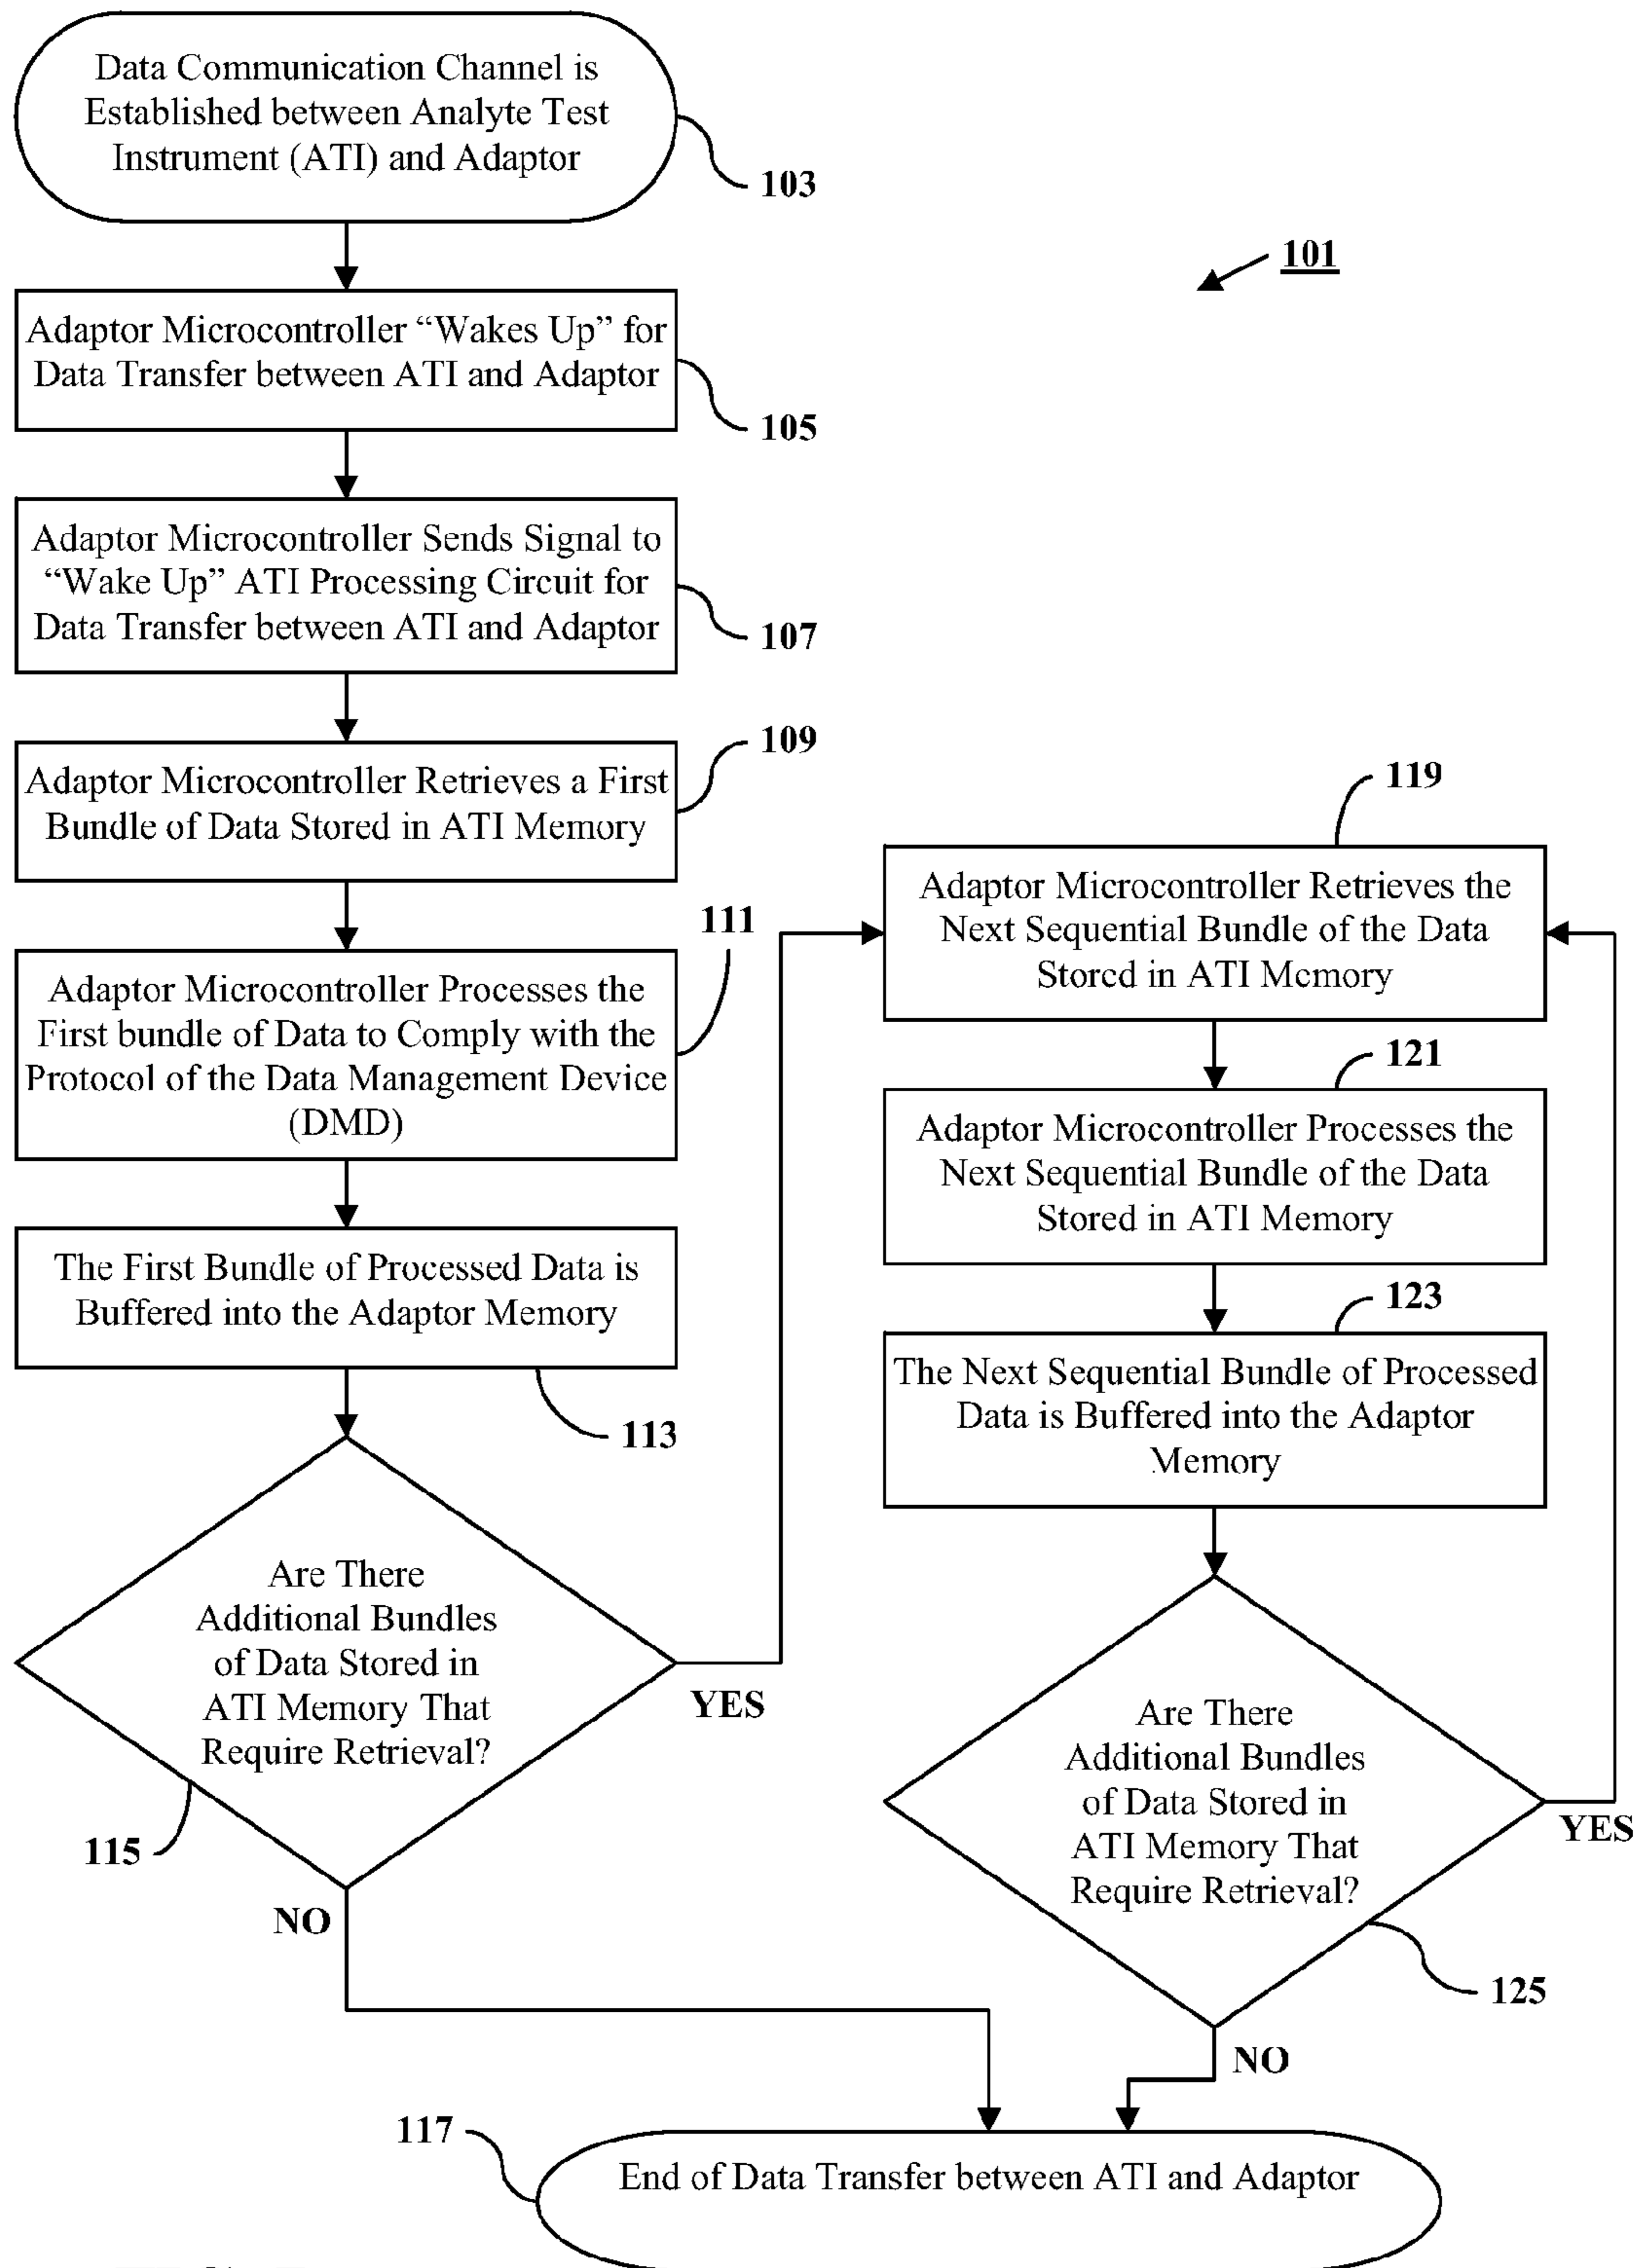 Data Communication Channel is
Established between Analyte Test
Instrument (ATI) and Adaptor
103
101
Adaptor Microcontroller “Wakes Up” for
Data Transfer between ATI and Adaptor
105
Adaptor Microcontroller Sends Signal to
“Wake Up” ATI Processing Circuit for
Data Transfer between ATI and Adaptor
107
Adaptor Microcontroller Retrieves a First
Bundle of Data Stored in ATI Memory
109
Adaptor Microcontroller Processes the
First bundle of Data to Comply with the
Protocol of the Data Management Device
(DMD)
111
The First Bundle of Processed Data is
Buffered into the Adaptor Memory
113
Are There
Additional Bundles
of Data Stored in
ATI Memory That
Require Retrieval?
YES
115
NO
119
Adaptor Microcontroller Retrieves the
Next Sequential Bundle of the Data
Stored in ATI Memory
121
Adaptor Microcontroller Processes the
Next Sequential Bundle of the Data
Stored in ATI Memory
123
The Next Sequential Bundle of Processed
Data is Buffered into the Adaptor
Memory
Are There
Additional Bundles
of Data Stored in
ATI Memory That
Require Retrieval?
YES
125
NO
117
End of Data Transfer between ATI and Adaptor